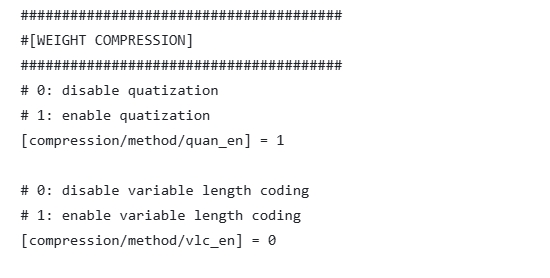 #######################################
#[WEIGHT COMPRESSION]
#######################################
# 0: disable quatization
# 1: enable quatization
[compression/method/quan_en] = 1
# 0: disable variable length coding
# 1: enable variable length coding
[compression/method/vlc_en] = 0